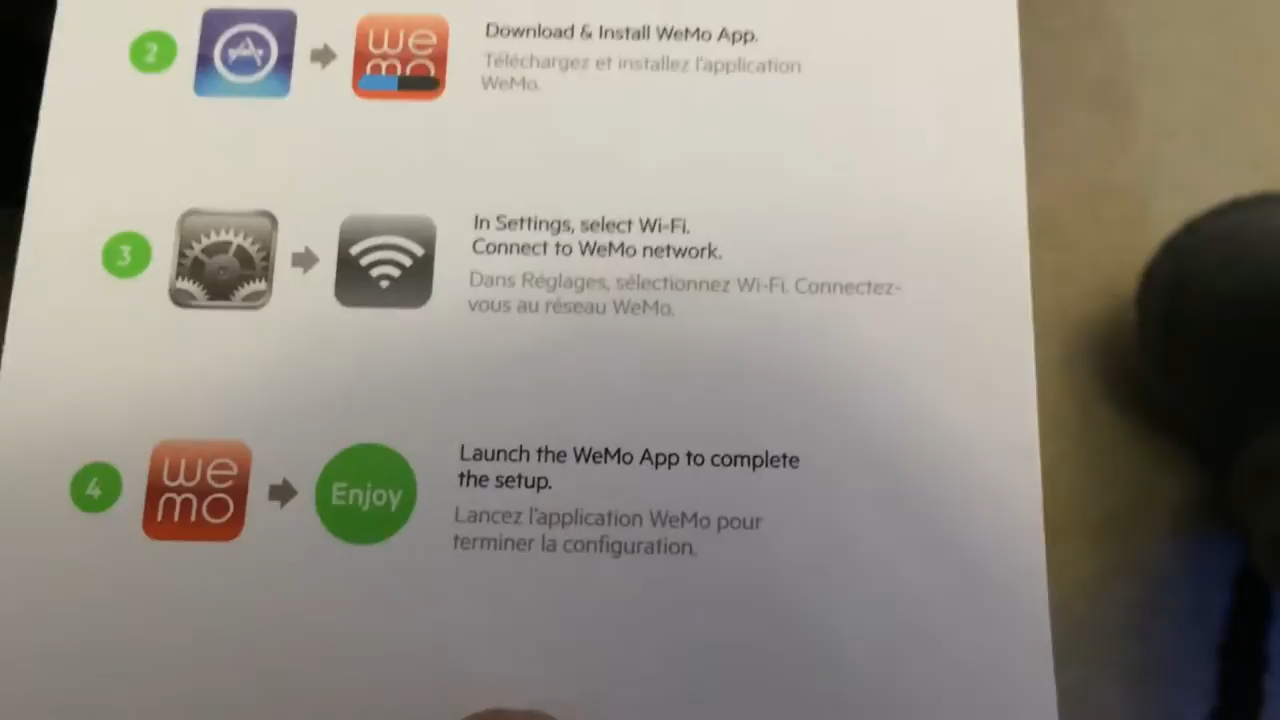 2
we
mo
Download & Install WeMo App.
Téléchargez et installez l'application
WeMo.
3
In Settings, select Wi-Fi.
Connect to WeMo network.
Dans Réglages, sélectionnez Wi-Fi. Connectez-
vous au réseau WeMo.
4
we
mo
Enjoy
Launch the WeMo App to complete
the setup.
Lancez l'application WeMo pour
terminer la configuration.